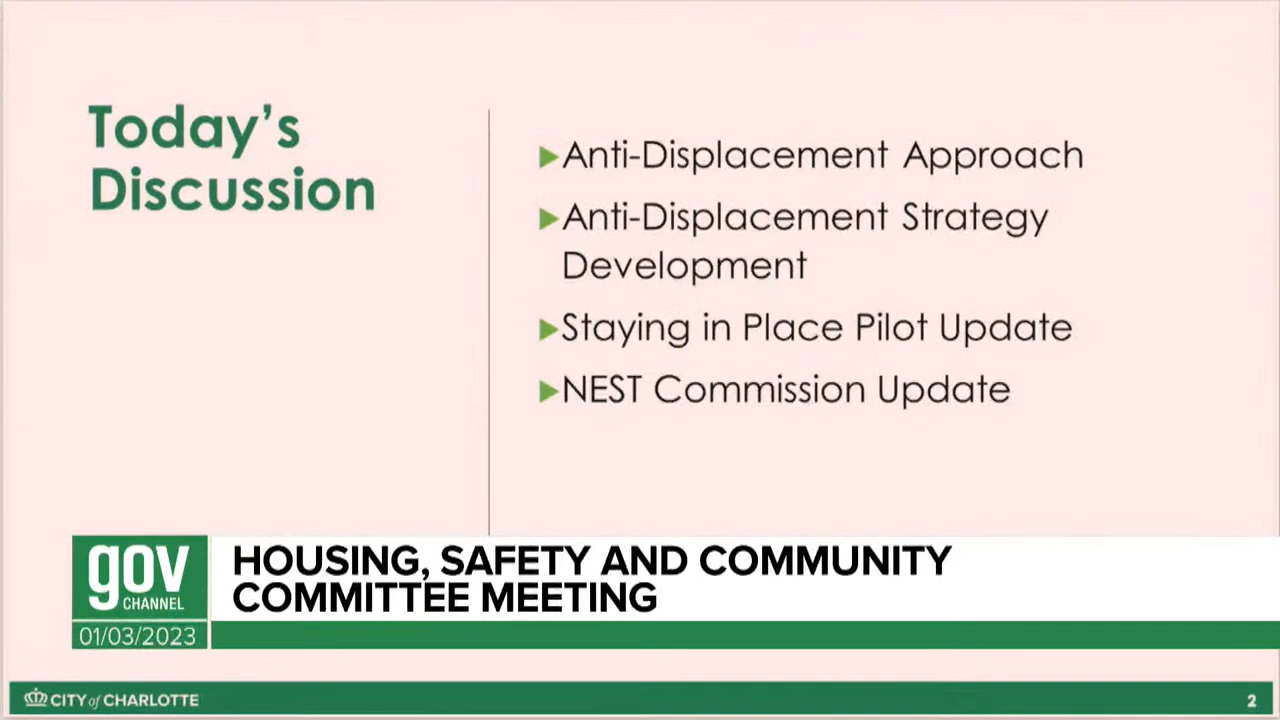 Today's
Discussion
Anti-Displacement Approach
Anti-Displacement Strategy
Development
Staying in Place Pilot Update
NEST Commission Update
gov
CHANNEL
01/03/2023
HOUSING, SAFETY AND COMMUNITY
COMMITTEE MEETING
CITY of CHARLOTTE
2